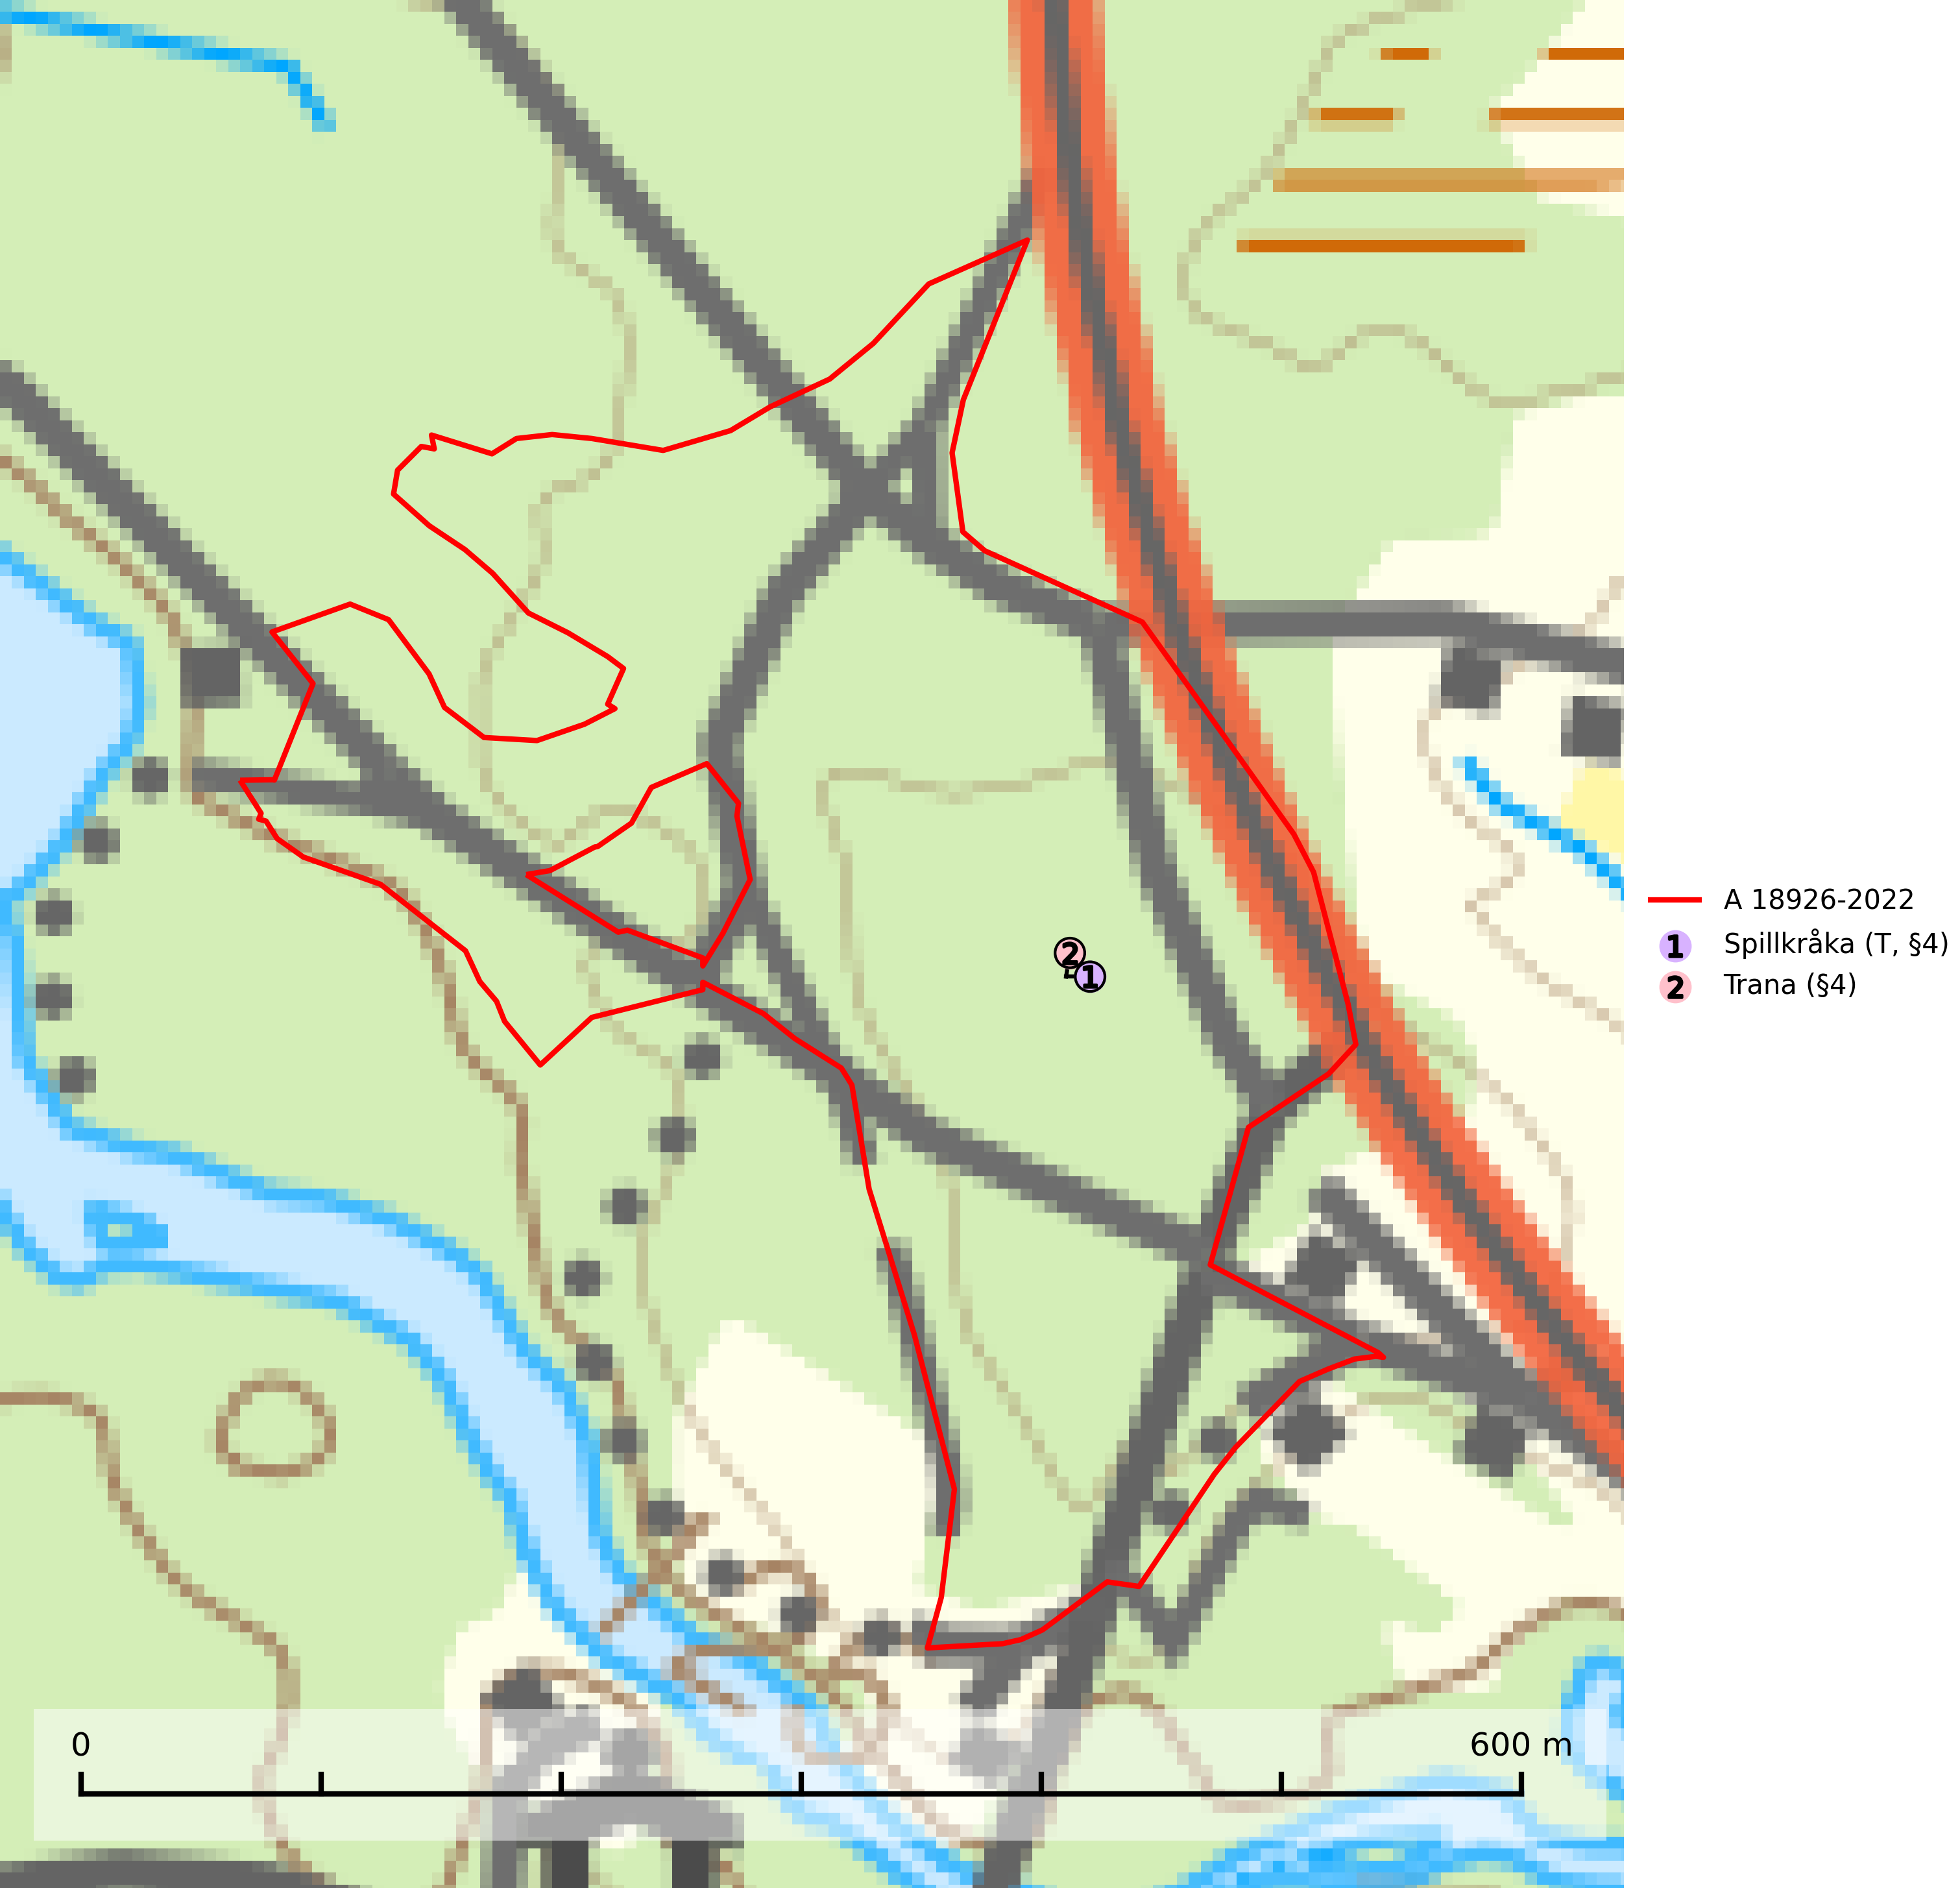 2
1
A 18926-2022
1 Spillkråka (T, §4)
2 Trana (§4)
0 600 m